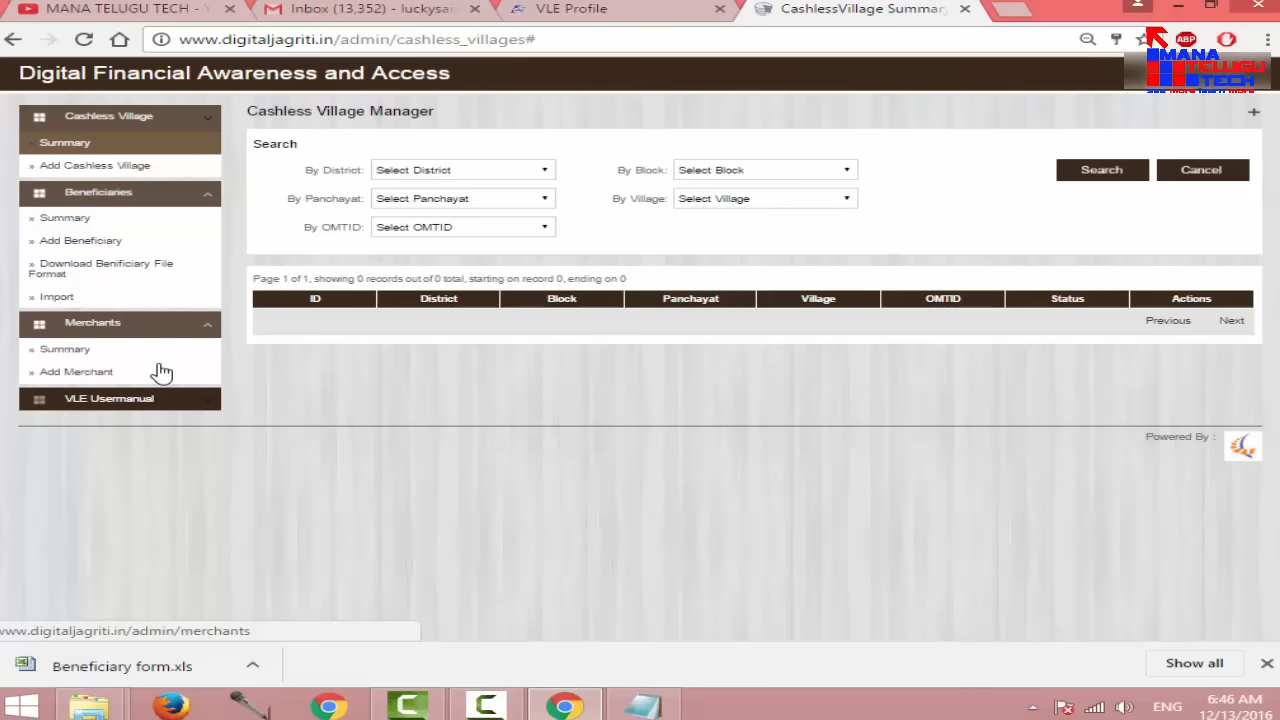 MANA TELUGU TECH -
Inbox (13,352) - luckysai
VLE Profile
CashlessVillage Summar
www.digitaljagriti.in/admin/cashless_villages#
ABP
MANA
TELUGU
TECH
Digital Financial Awareness and Access
Cashless Village
Summary
» Add Cashless Village
Beneficiaries
» Summary
» Add Beneficiary
» Download Benificiary File
Format
» Import
Merchants
» Summary
» Add Merchant
VLE Usermanual
Cashless Village Manager
+
Search
By District: Select District
By Block: Select Block
Search
Cancel
By Panchayat: Select Panchayat
By Village: Select Village
By OMTID: Select OMTID
Page 1 of 1, showing 0 records out of 0 total, starting on record 0, ending on 0
ID District Block Panchayat Village OMTID Status Actions
Previous Next
Powered By :
www.digitaljagriti.in/admin/merchants
Beneficiary form.xls
Show all
ENG
6:46 AM
12/13/2016